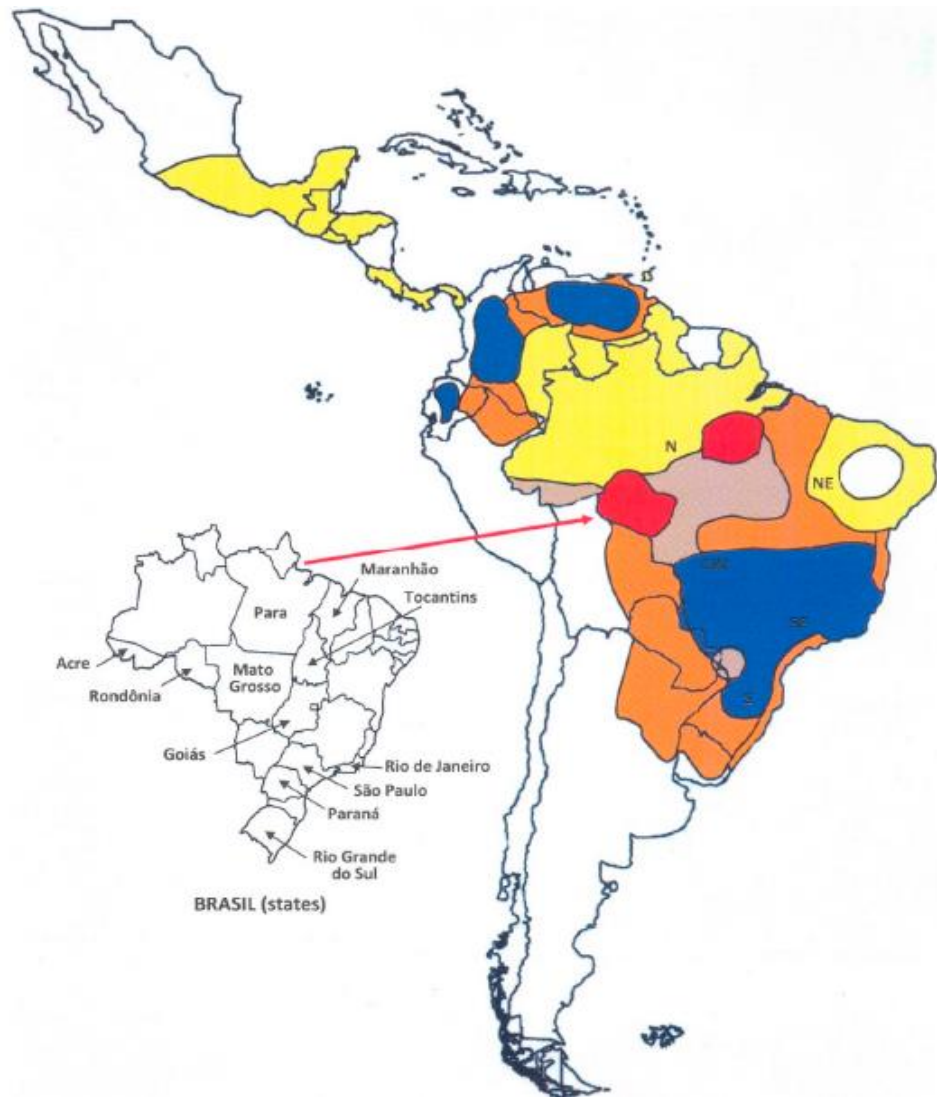 N
NE
SE
S
Maranhão
Para
Tocantins
Acre
Mato
Grosso
Rondônia
Goiás
Rio de Janeiro
São Paulo
Paraná
Rio Grande
do Sul
BRASIL (states)